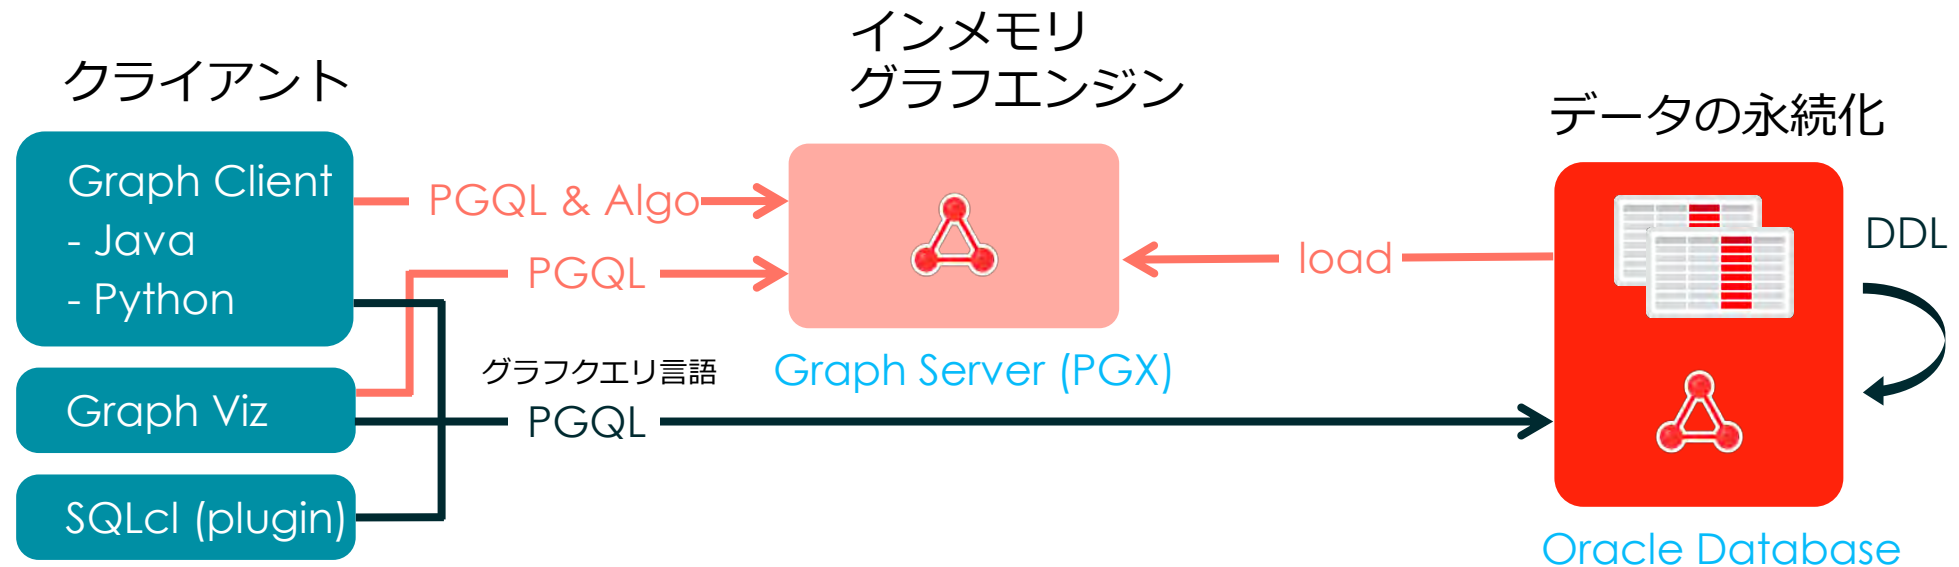 クライアント
Graph Client
- Java
- Python
Graph Viz
SQLcl (plugin)
PGQL & Algo
PGQL
グラフクエリ言語
PGQL
インメモリ
グラフエンジン
Graph Server (PGX)
load
データの永続化
DDL
Oracle Database